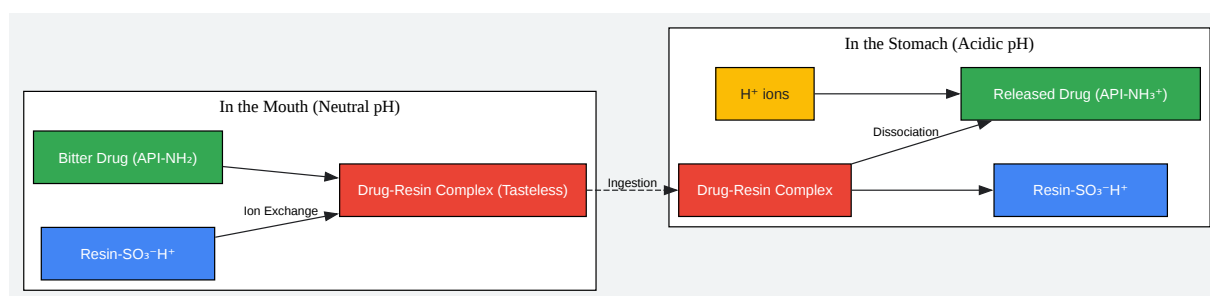 In the Mouth (Neutral pH)
Bitter Drug (API-NH₂)
Ion Exchange
Resin-SO₃⁻H⁺
Drug-Resin Complex (Tasteless)
Ingestion
In the Stomach (Acidic pH)
H⁺ ions
Released Drug (API-NH₃⁺)
Dissociation
Drug-Resin Complex
Resin-SO₃⁻H⁺